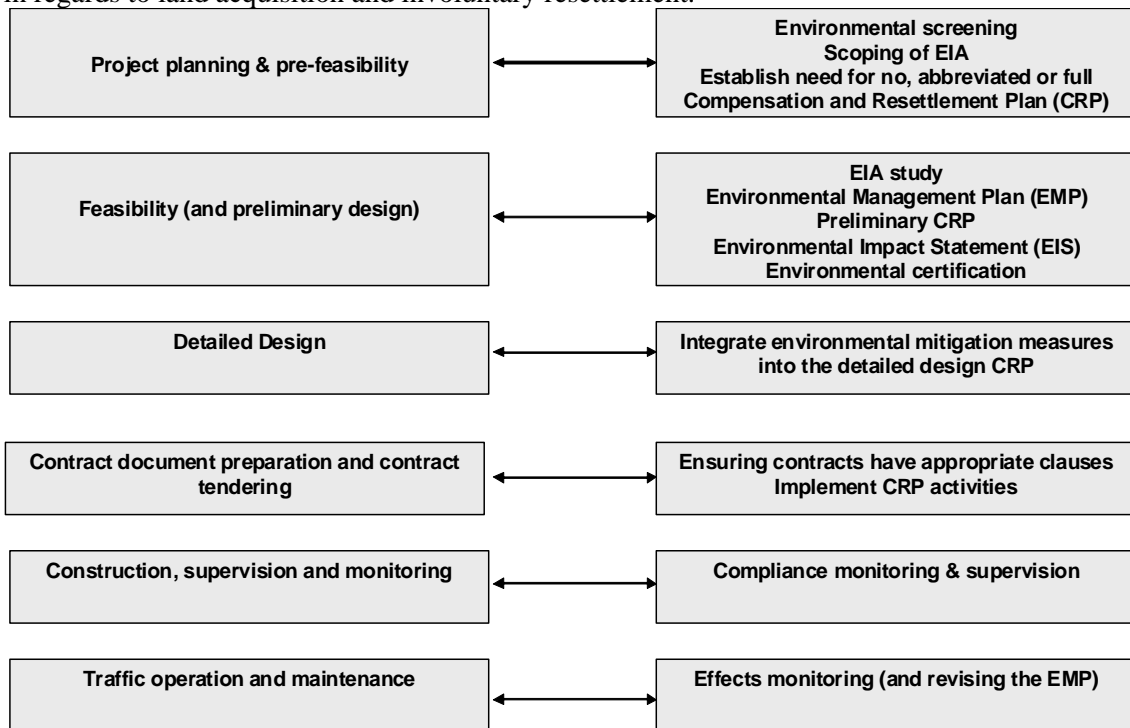 in regards to land acquisition and involuntary resettlement.
Project planning & pre-feasibility
Environmental screening
Scoping of EIA
Establish need for no, abbreviated or full
Compensation and Resettlement Plan (CRP)
Feasibility (and preliminary design)
EIA study
Environmental Management Plan (EMP)
Preliminary CRP
Environmental Impact Statement (EIS)
Environmental certification
Detailed Design
Integrate environmental mitigation measures
into the detailed design CRP
Contract document preparation and contract
tendering
Ensuring contracts have appropriate clauses
Implement CRP activities
Construction, supervision and monitoring
Compliance monitoring & supervision
Traffic operation and maintenance
Effects monitoring (and revising the EMP)